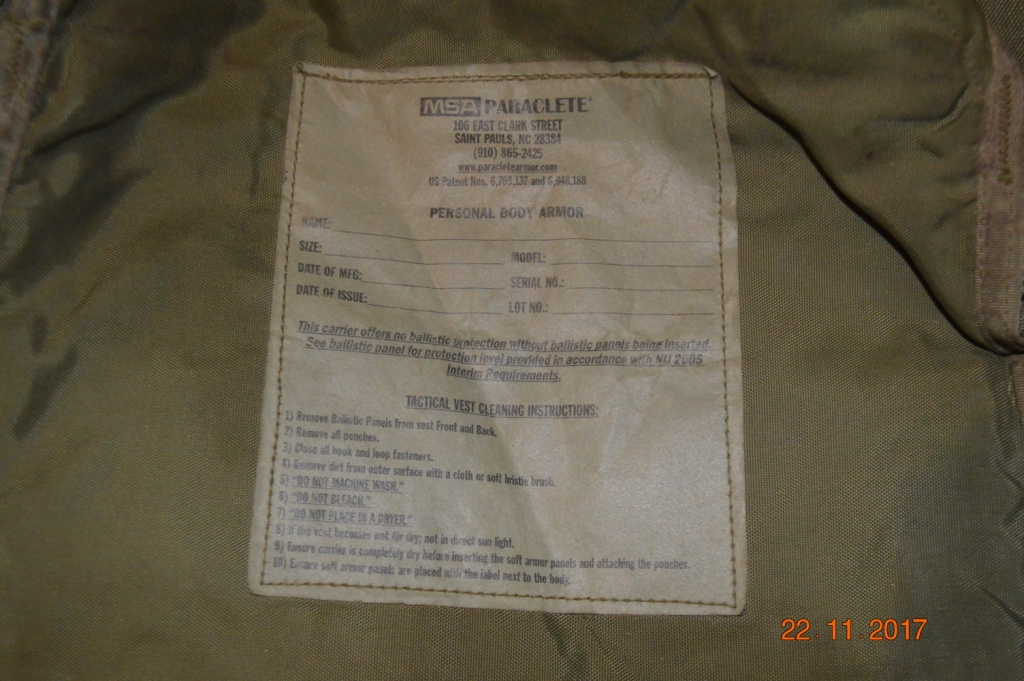 MSA PARACLETE
106 EAST CLARK STREET
SAINT PAULS, NC 28384
(910) 865-2425
www.paracletearmor.com
US Patent Nos. 6,769,137 and 6,948,188
PERSONAL BODY ARMOR
NAME:
SIZE: MODEL:
DATE OF MFG: SERIAL NO.:
DATE OF ISSUE: LOT NO.:
This carrier offers no ballistic protection without ballistic panels being inserted.
See ballistic panel for protection level provided in accordance with NIJ 2005
Interim Requirements.
TACTICAL VEST CLEANING INSTRUCTIONS:
1) Remove Ballistic Panels from vest Front and Back.
2) Remove all pouches.
3) Close all hook and loop fasteners.
4) Remove dirt from outer surface with a cloth or soft bristle brush.
5) "DO NOT MACHINE WASH."
6) "DO NOT BLEACH."
7) "DO NOT PLACE IN A DRYER."
8) If the vest becomes wet air dry; not in direct sun light.
9) Ensure carrier is completely dry before inserting the soft armor panels and attaching the pouches.
10) Ensure soft armor panels are placed with the label next to the body.
22.11.2017